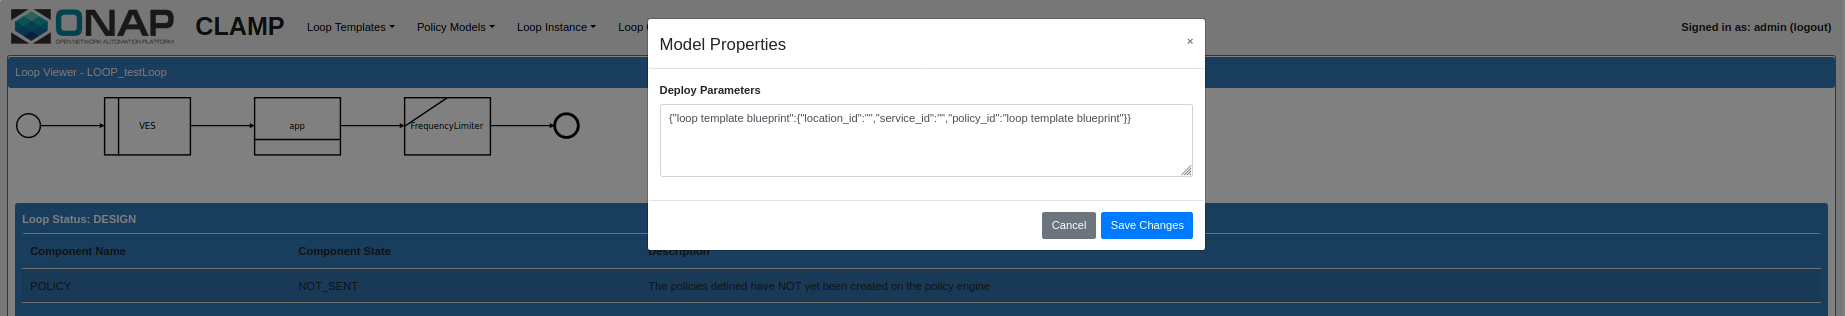 ONAP
OPEN NETWORK AUTOMATION PLATFORM
CLAMP
Loop Templates
Policy Models
Loop Instance
Loop
Signed in as: admin (logout)
Model Properties
×
Loop Viewer - LOOP_testLoop
Deploy Parameters
{"loop template blueprint":{"location_id":"","service_id":"","policy_id":"loop template blueprint"}}
VES
app
FrequencyLimiter
Cancel
Save Changes
Loop Status: DESIGN
Component Name
Component State
Description
POLICY
NOT_SENT
The policies defined have NOT yet been created on the policy engine